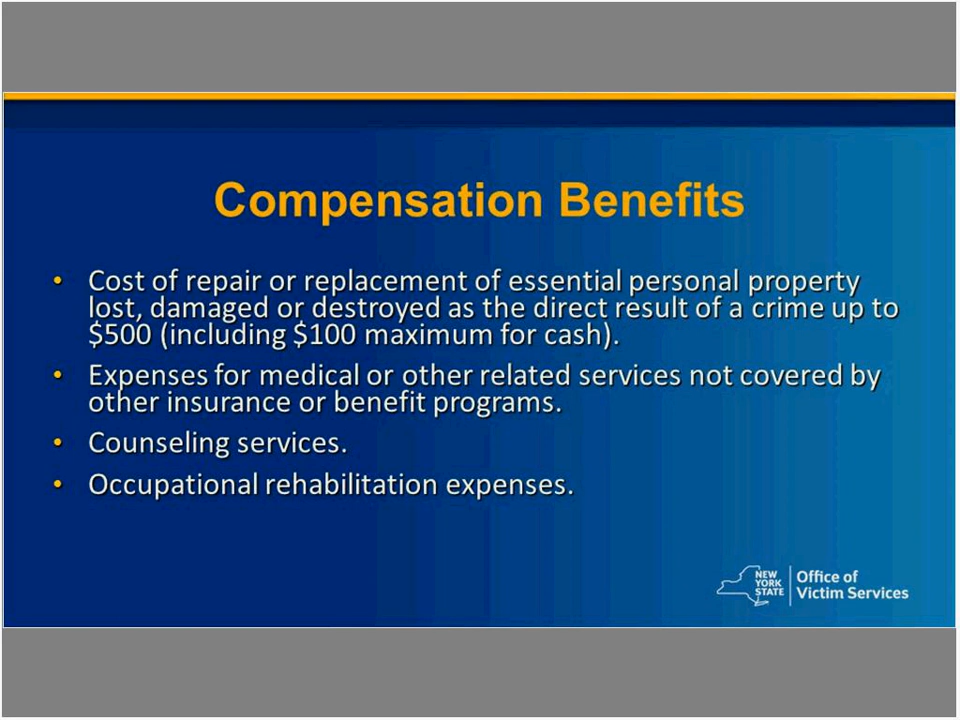 Compensation Benefits
• Cost of repair or replacement of essential personal property
lost, damaged or destroyed as the direct result of a crime up to
$500 (including $100 maximum for cash).
• Expenses for medical or other related services not covered by
other insurance or benefit programs.
• Counseling services.
• Occupational rehabilitation expenses.
NEW
YORK
STATE
Office of
Victim Services